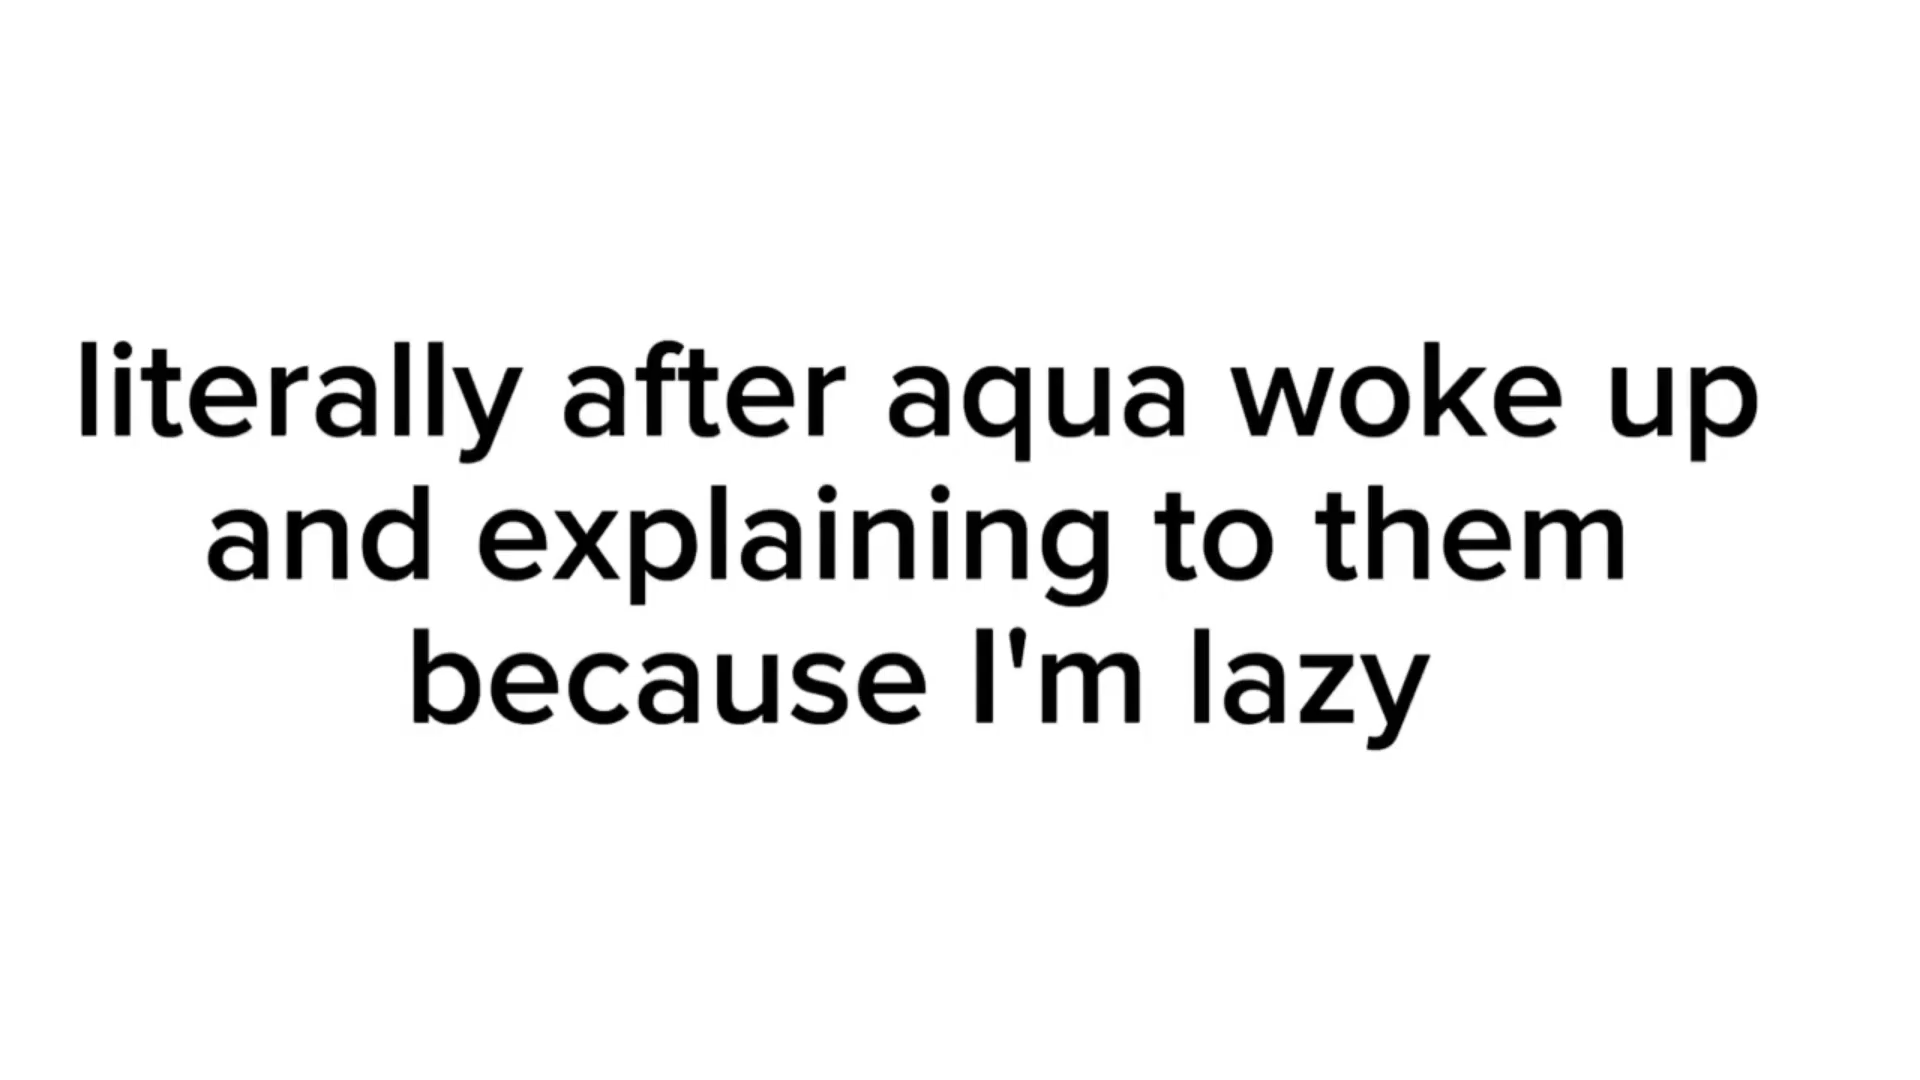 literally after aqua woke up
and explaining to them
because I'm lazy